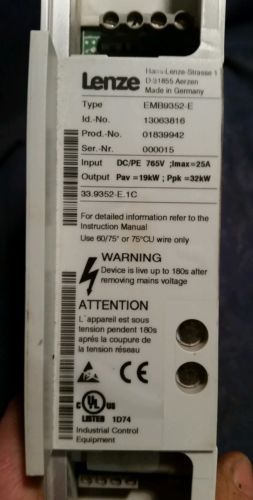 Lenze
Hans-Lenze-Strasse 1
D-31855 Aerzen
Made in Germany
Type EMB9352-E
Id.-No. 13063816
Prod.-No. 01839942
Ser.-Nr. 000015
Input DC/PE 765V ;Imax=25A
Output Pav =19kW ; Ppk =32kW
33.9352-E.1C
For detailed information refer to the
Instruction Manual
Use 60/75° or 75°CU wire only
WARNING
Device is live up to 180s after
removing mains voltage
ATTENTION
L`appareil est sous
tension pendent 180s
aprés la coupure de
la tension réseau
CE
C UL US
LISTED 1D74
Industrial Control
Equipment